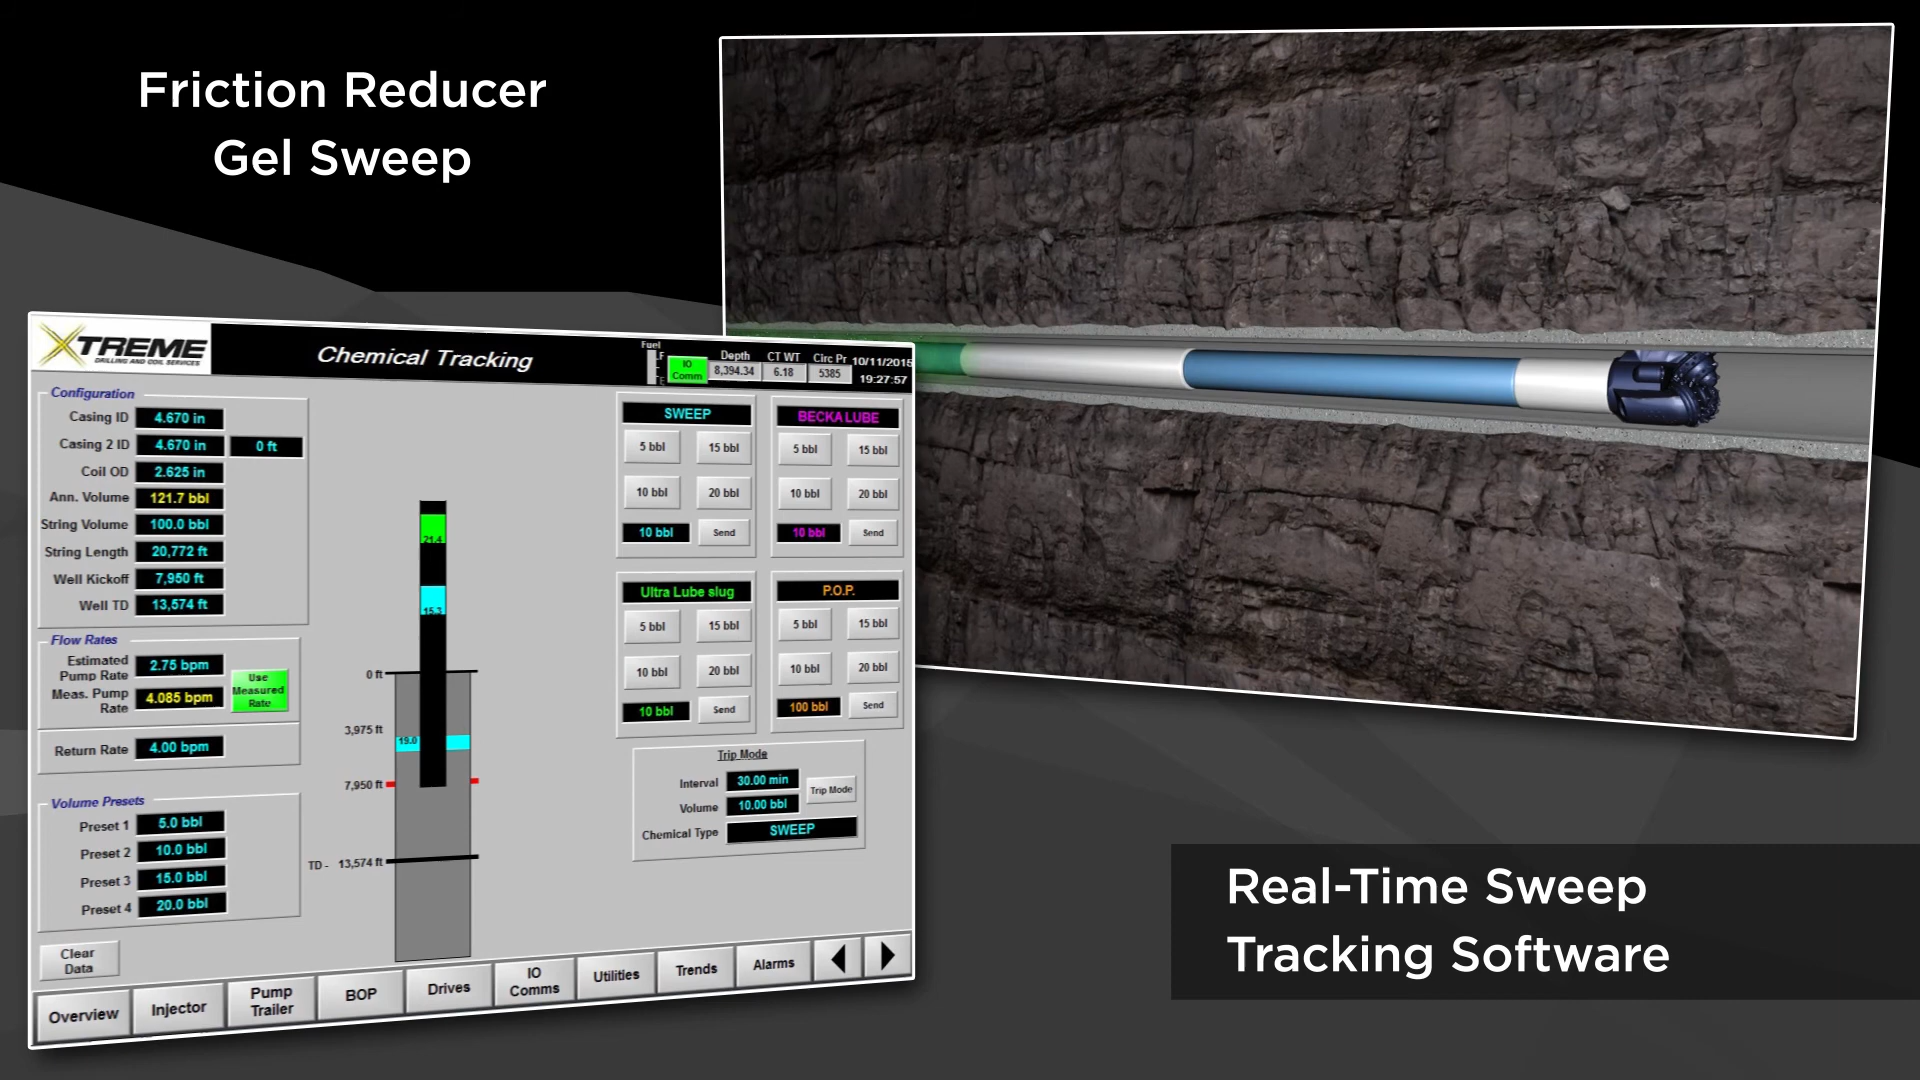 Friction Reducer
Gel Sweep
XTREME
DRILLING AND COIL SERVICES
Chemical Tracking
Fuel
F
E
IO
Comm
Depth
8,394.34
CT WT
6.18
Circ Pr
5385
10/11/2015
19:27:57
Configuration
Casing ID 4.670 in
Casing 2 ID 4.670 in 0 ft
Coil OD 2.625 in
Ann. Volume 121.7 bbl
String Volume 100.0 bbl
String Length 20,772 ft
Well Kickoff 7,950 ft
Well TD 13,574 ft
Flow Rates
Estimated
Pump Rate 2.75 bpm
Meas. Pump
Rate 4.085 bpm
Use
Measured
Rate
Return Rate 4.00 bpm
Volume Presets
Preset 1 5.0 bbl
Preset 2 10.0 bbl
Preset 3 15.0 bbl
Preset 4 20.0 bbl
Clear
Data
21.4
15.3
0 ft
3,975 ft
19.0
7,950 ft
TD - 13,574 ft
SWEEP
5 bbl 15 bbl
10 bbl 20 bbl
10 bbl Send
BECKA LUBE
5 bbl 15 bbl
10 bbl 20 bbl
10 bbl Send
Ultra Lube slug
5 bbl 15 bbl
10 bbl 20 bbl
10 bbl Send
P.O.P.
5 bbl 15 bbl
10 bbl 20 bbl
100 bbl Send
Trip Mode
Interval 30.00 min
Volume 10.00 bbl
Trip Mode
Chemical Type SWEEP
Overview
Injector
Pump
Trailer
BOP
Drives
IO
Comms
Utilities
Trends
Alarms
Real-Time Sweep
Tracking Software